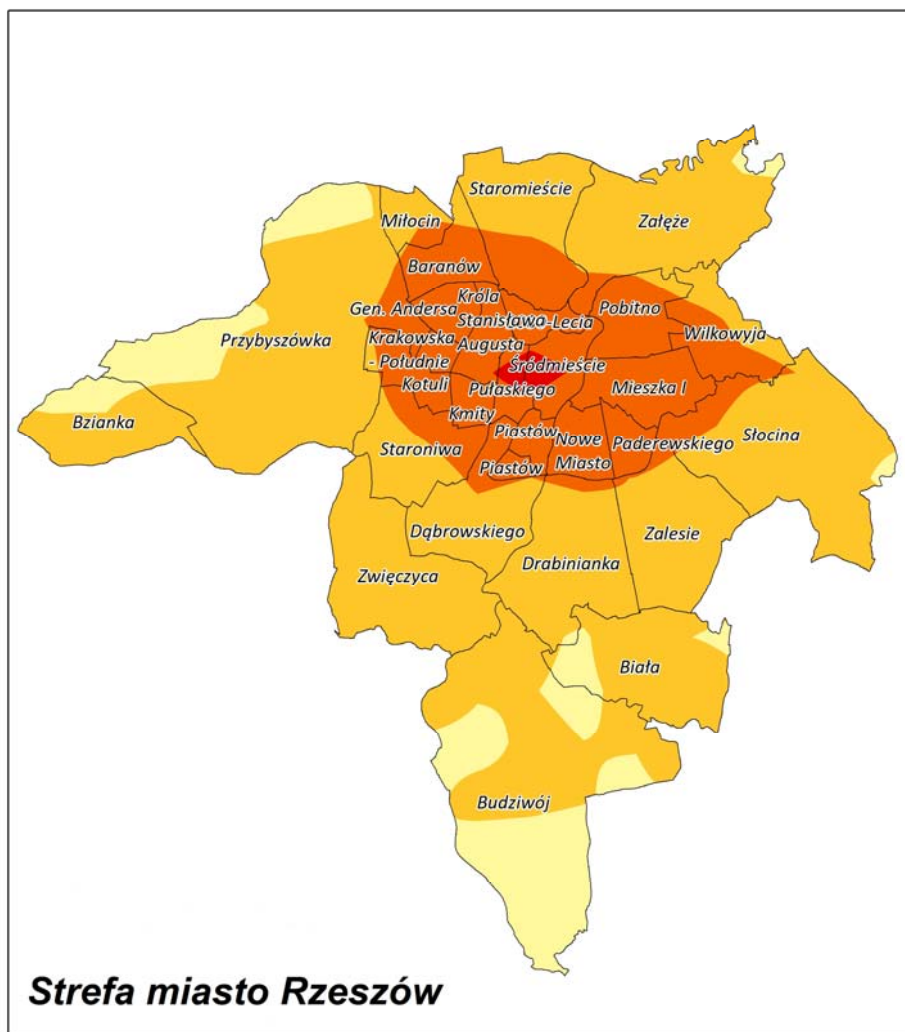 Staromieście
Załęże
Miłocin
Baranów
Króla
Gen. Andersa
Stanisława
-Lecia
Pobitno
Wilkowyja
Przybyszówka
Krakowska
- Południe
Augusta
Śródmieście
Kotuli
Pułaskiego
Mieszka I
Kmity
Bzianka
Staroniwa
Piastów
Nowe
Miasto
Paderewskiego
Słocina
Piastów
Dąbrowskiego
Zalesie
Drabinianka
Zwięczyca
Biała
Budziwój
Strefa miasto Rzeszów